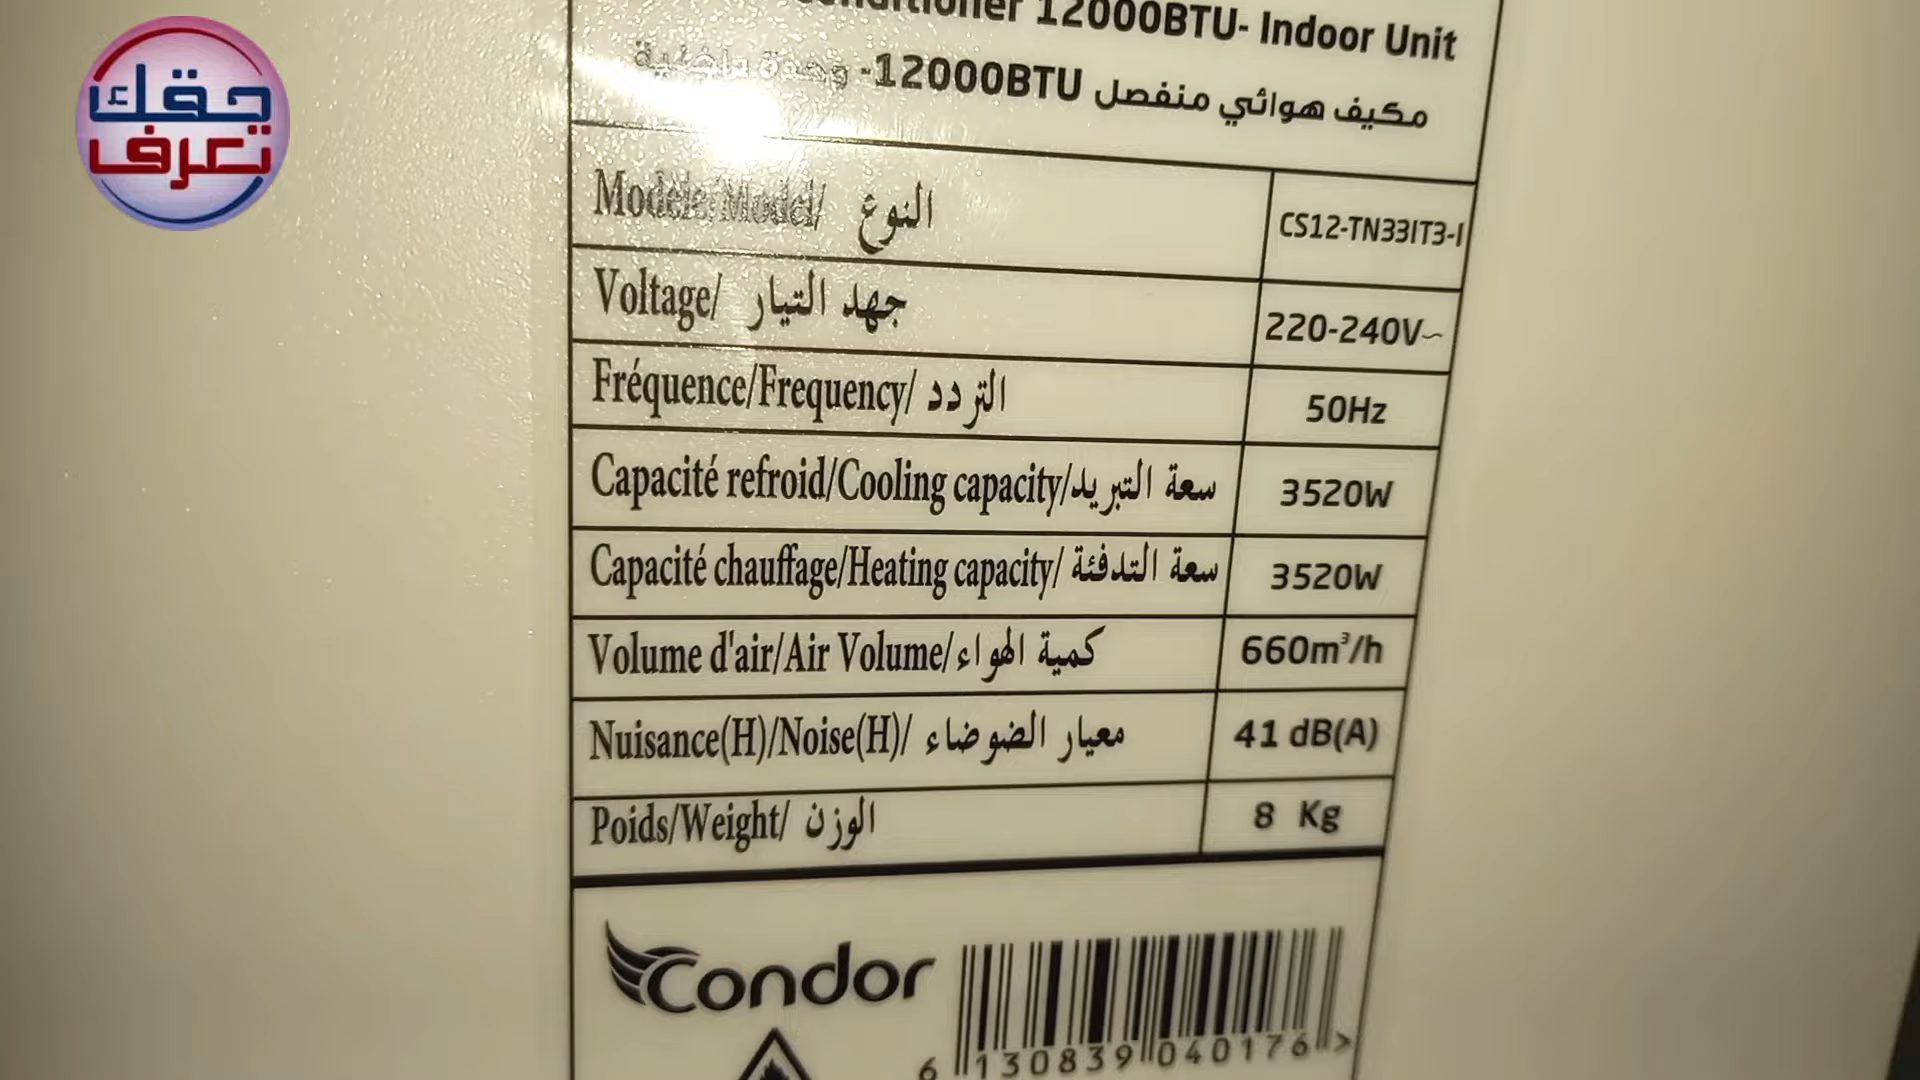 حقك
تعرف
12000BTU- Indoor Unit
مكيف هوائي منفصل 12000BTU- وحدة داخلية
Modele/Model/ النوع CS12-TN33IT3-I
Voltage/ جهد التيار 220-240V~
Fréquence/Frequency/ التردد 50Hz
Capacité refroid/Cooling capacity/سعة التبريد 3520W
Capacité chauffage/Heating capacity/ سعة التدفئة 3520W
Volume d'air/Air Volume/كمية الهواء 660m³/h
Nuisance(H)/Noise(H)/ معيار الضوضاء 41 dB(A)
Poids/Weight/ الوزن 8 Kg
Condor
6 130839 040176 >